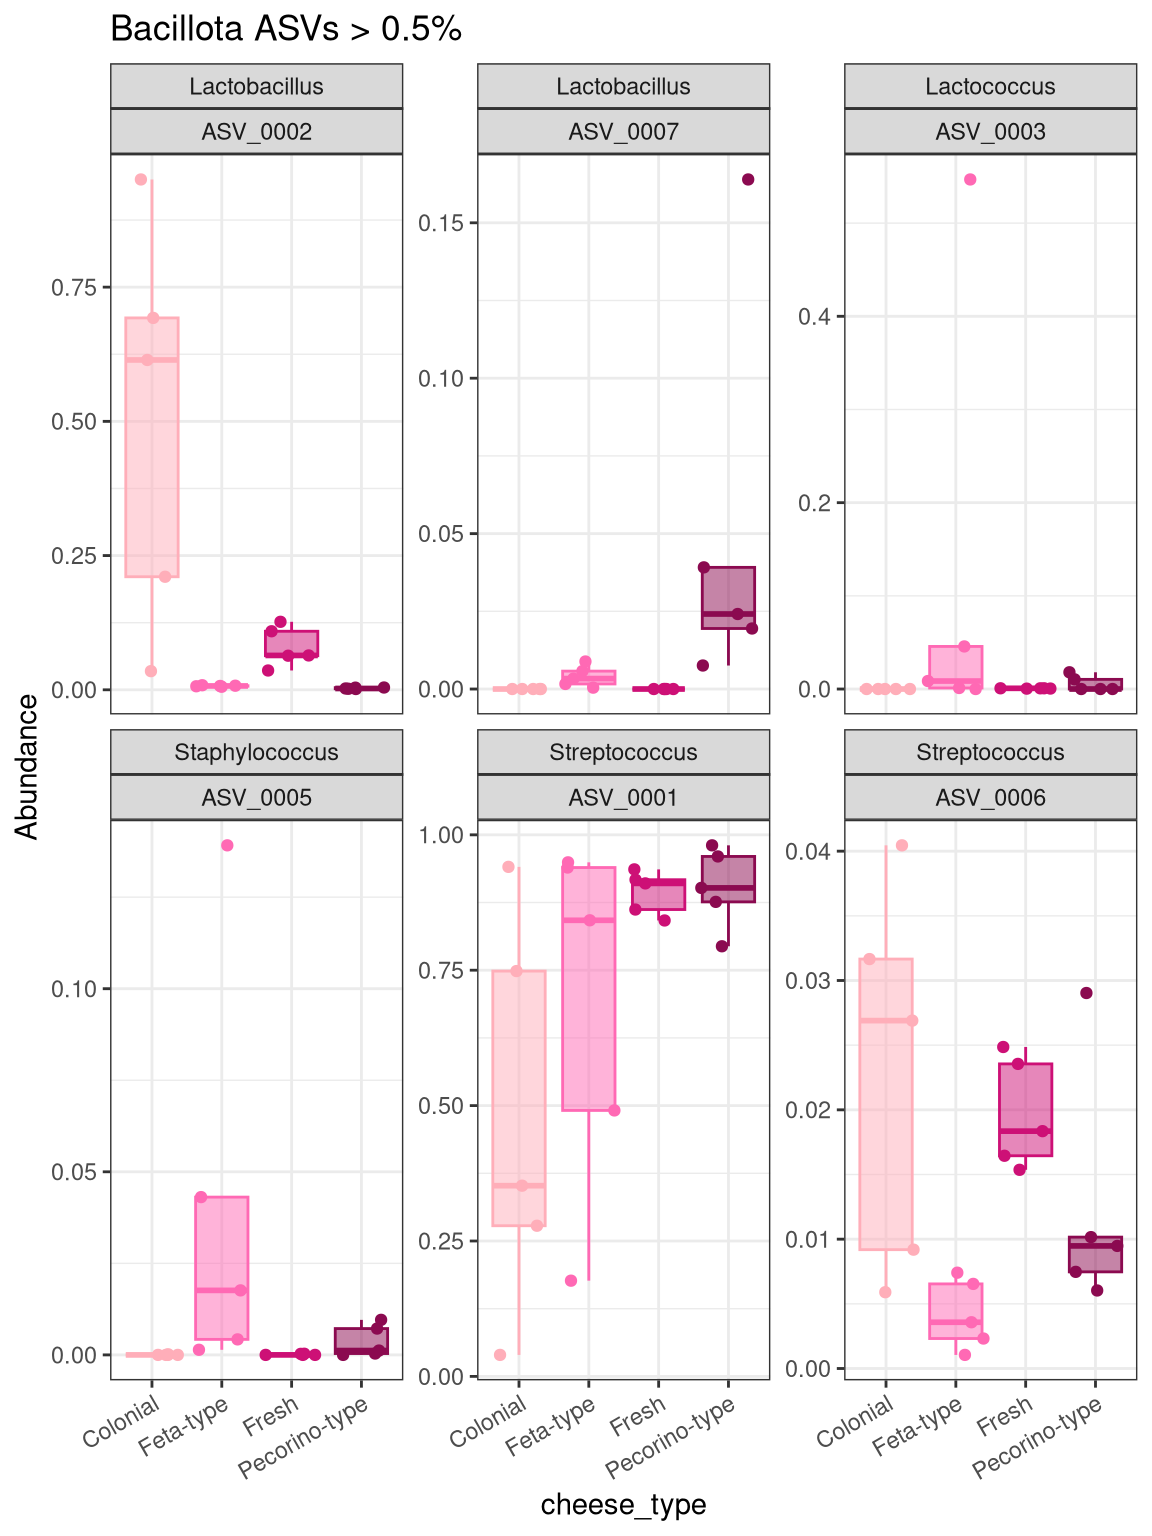 Bacillota ASVs > 0.5%
Lactobacillus
ASV_0002
Lactobacillus
ASV_0007
Lactococcus
ASV_0003
0.75
0.50
0.25
0.00
0.15
0.10
0.05
0.00
0.4
0.2
0.0
Abundance
Staphylococcus
ASV_0005
Streptococcus
ASV_0001
Streptococcus
ASV_0006
0.10
0.05
0.00
1.00
0.75
0.50
0.25
0.00
0.04
0.03
0.02
0.01
0.00
Colonial
Feta-type
Fresh
Pecorino-type
Colonial
Feta-type
Fresh
Pecorino-type
Colonial
Feta-type
Fresh
Pecorino-type
cheese_type